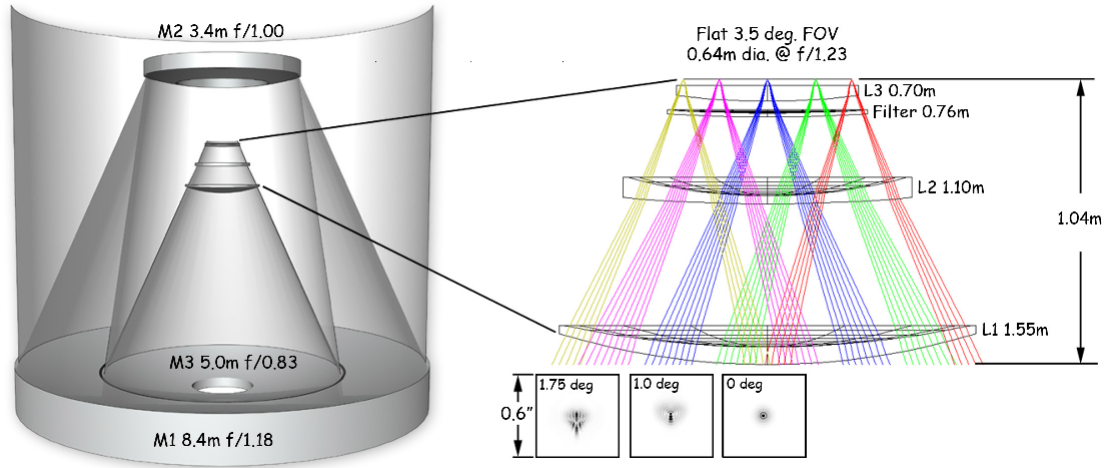 M2 3.4m f/1.00
M3 5.0m f/0.83
M1 8.4m f/1.18
Flat 3.5 deg. FOV
0.64m dia. @ f/1.23
L3 0.70m
Filter 0.76m
L2 1.10m
1.04m
L1 1.55m
0.6"
1.75 deg
1.0 deg
0 deg